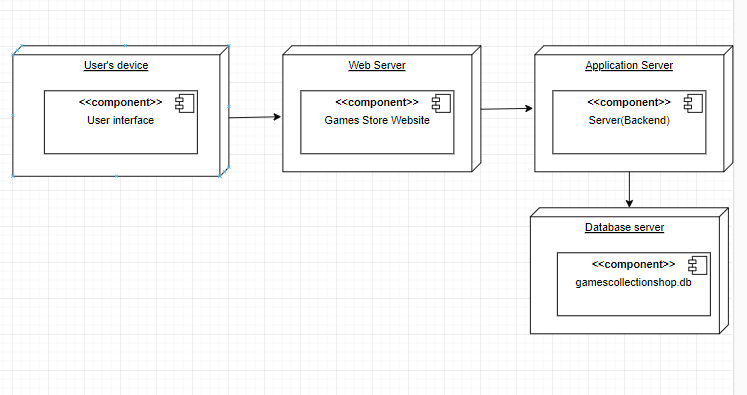 User's device
<<component>>
User interface
Web Server
<<component>>
Games Store Website
Application Server
<<component>>
Server(Backend)
Database server
<<component>>
gamescollectionshop.db